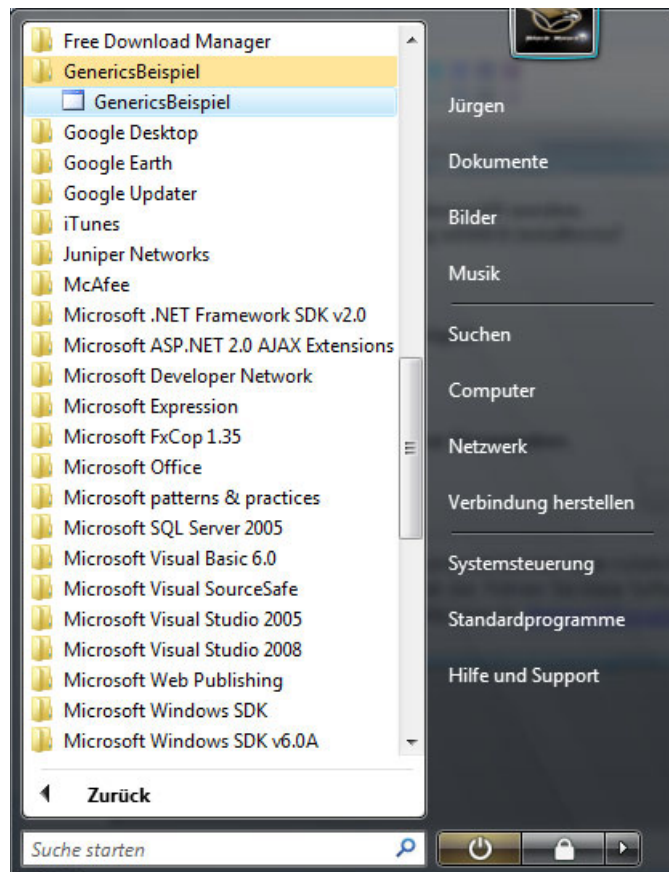 Free Download Manager
GenericsBeispiel
GenericsBeispiel
Google Desktop
Google Earth
Google Updater
iTunes
Juniper Networks
McAfee
Microsoft .NET Framework SDK v2.0
Microsoft ASP.NET 2.0 AJAX Extensions
Microsoft Developer Network
Microsoft Expression
Microsoft FxCop 1.35
Microsoft Office
Microsoft patterns & practices
Microsoft SQL Server 2005
Microsoft Visual Basic 6.0
Microsoft Visual SourceSafe
Microsoft Visual Studio 2005
Microsoft Visual Studio 2008
Microsoft Web Publishing
Microsoft Windows SDK
Microsoft Windows SDK v6.0A
Zurück
Suche starten
Jürgen
Dokumente
Bilder
Musik
Suchen
Computer
Netzwerk
Verbindung herstellen
Systemsteuerung
Standardprogramme
Hilfe und Support